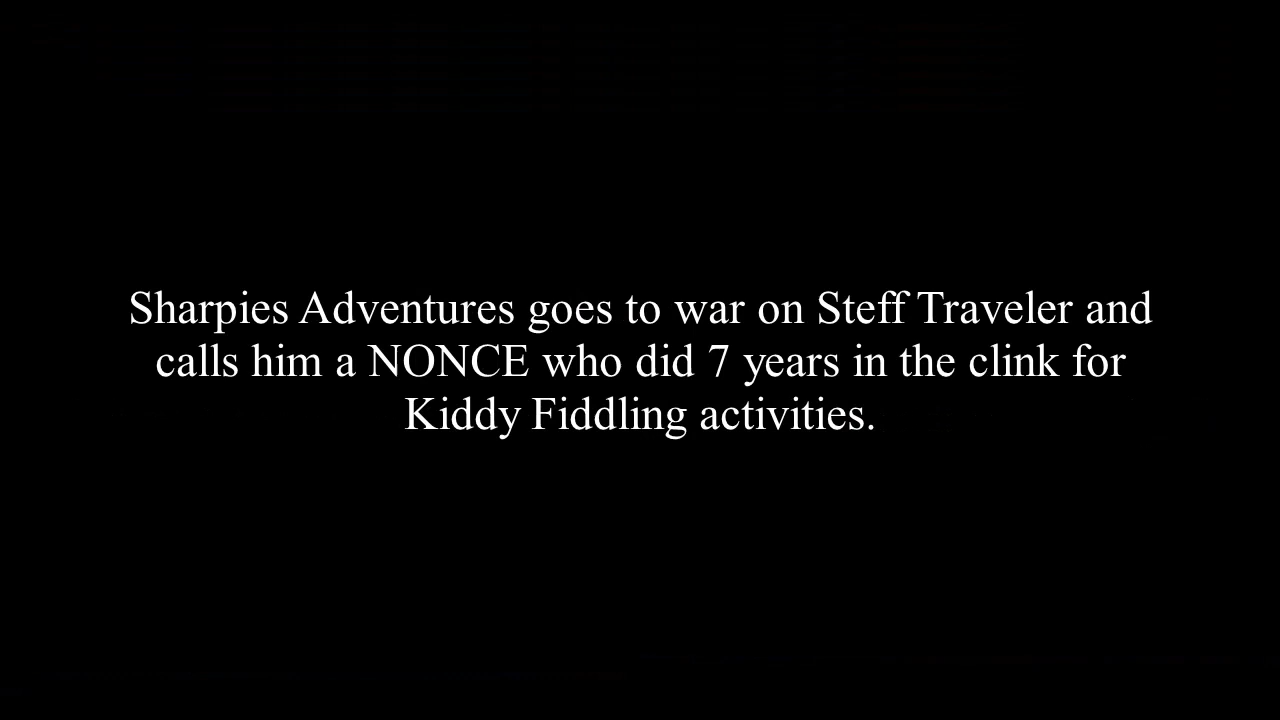 Sharpies Adventures goes to war on Steff Traveler and
calls him a NONCE who did 7 years in the clink for
Kiddy Fiddling activities.